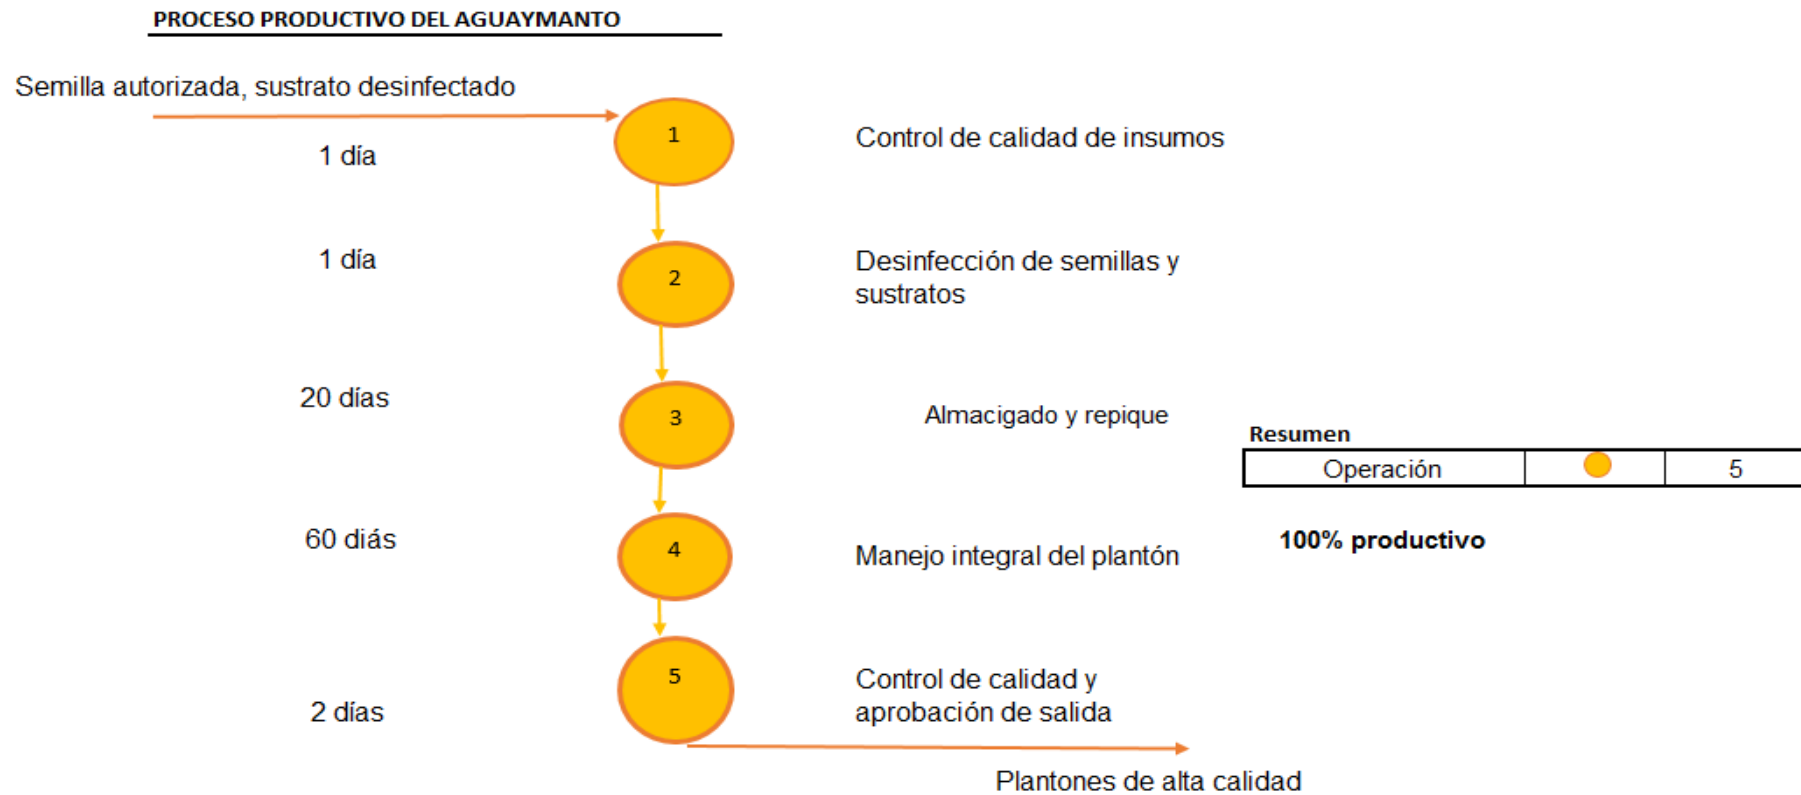 PROCESO PRODUCTIVO DEL AGUAYMANTO
Semilla autorizada, sustrato desinfectado
1
Control de calidad de insumos
1 día
1 día
2
Desinfección de semillas y
sustratos
20 días
3
Almacigado y repique
Resumen
Operación 5
60 diás
4
Manejo integral del plantón
100% productivo
5
Control de calidad y
aprobación de salida
2 días
Plantones de alta calidad